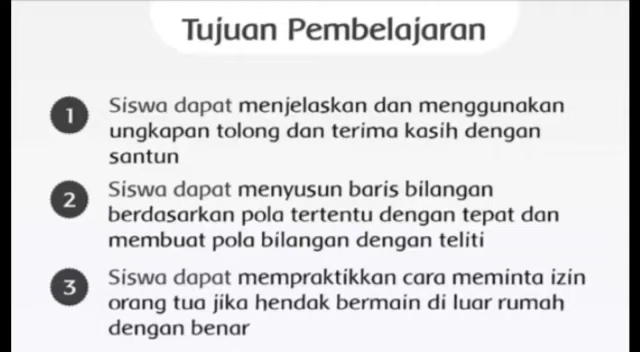 Tujuan Pembelajaran
1 Siswa dapat menjelaskan dan menggunakan
ungkapan tolong dan terima kasih dengan
santun
2 Siswa dapat menyusun baris bilangan
berdasarkan pola tertentu dengan tepat dan
membuat pola bilangan dengan teliti
3 Siswa dapat mempraktikkan cara meminta izin
orang tua jika hendak bermain di luar rumah
dengan benar